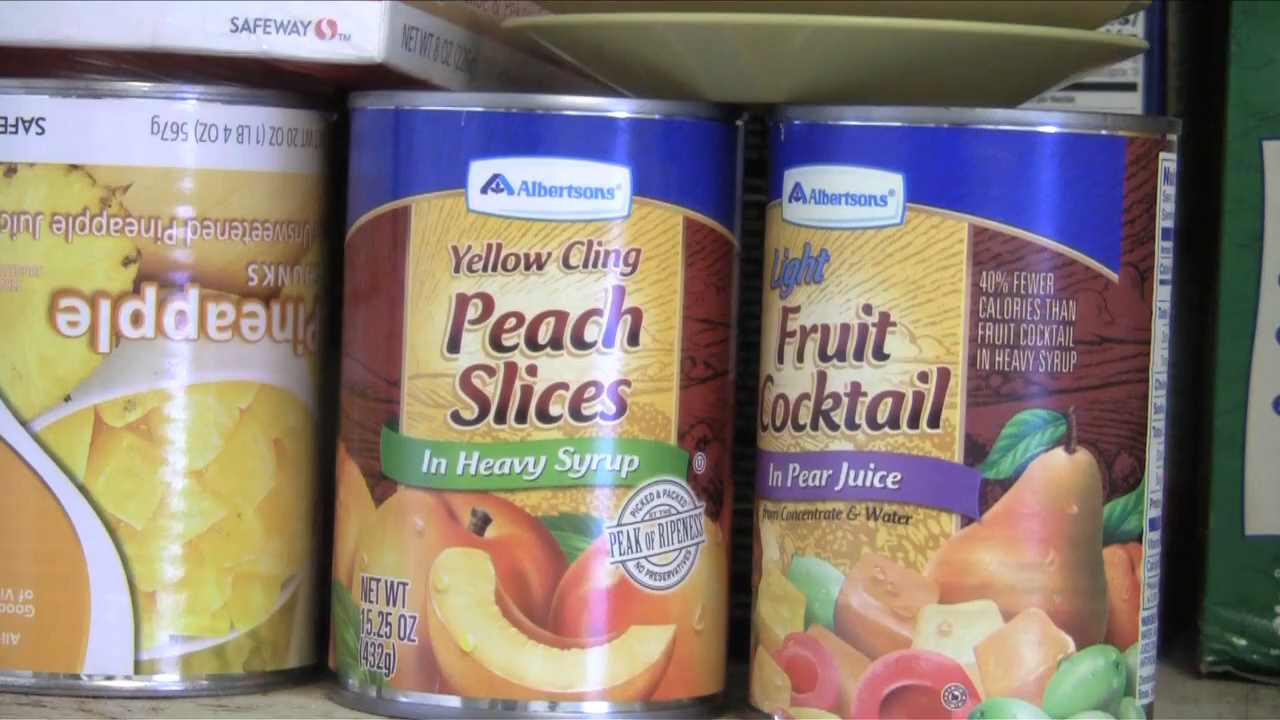 SAFEWAY TM
NET WT 8 OZ
NET WT 20 OZ (1 LB 4 OZ) 567g
Unsweetened Pineapple Juice
CHUNKS
Pineapple
Albertsons®
Yellow Cling
Peach
Slices
In Heavy Syrup
PICKED & PACKED
AT THE
PEAK OF RIPENESS
NO PRESERVATIVES
NET WT
15.25 OZ
(432g)
Albertsons®
Light
Fruit
Cocktail
In Pear Juice
from Concentrate & Water
40% FEWER
CALORIES THAN
FRUIT COCKTAIL
IN HEAVY SYRUP